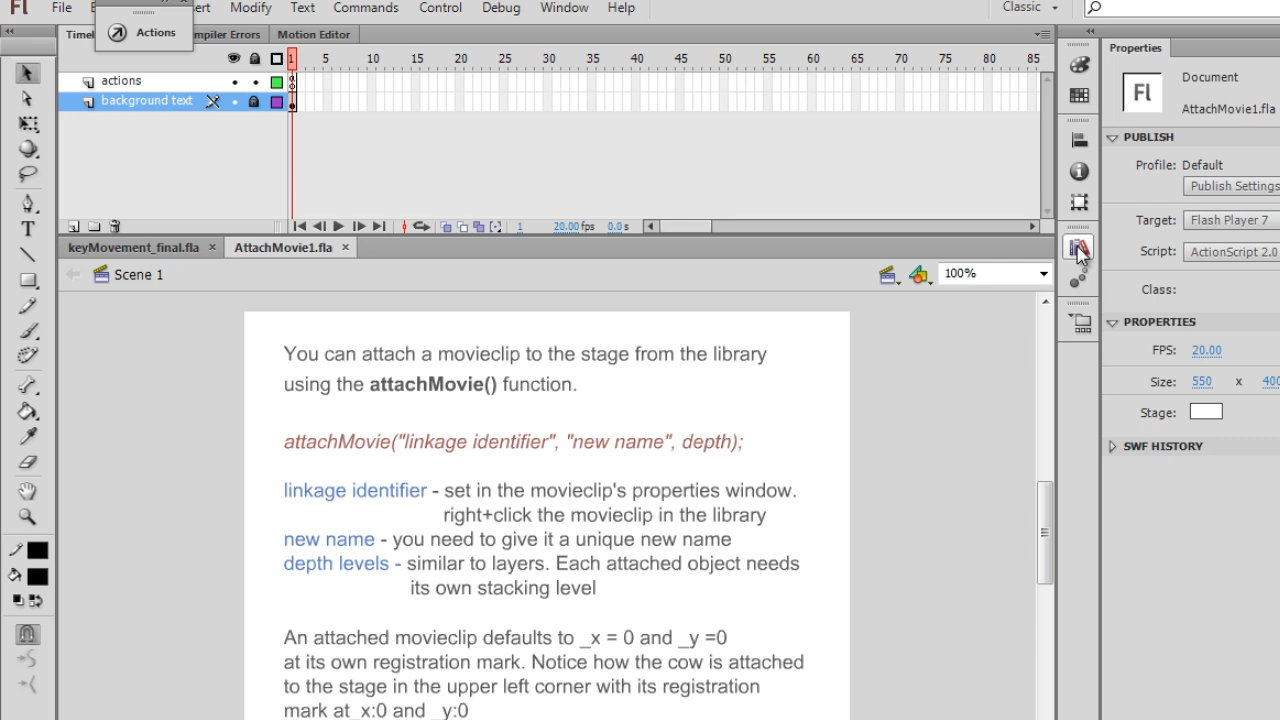 Fl File Modify Text Commands Control Debug Window Help Classic
Actions
Motion Editor
1 5 10 15 20 25 30 35 40 45 50 55 60 65 70 75 80 85
actions
background text
1 20.00 fps 0.0 s
keyMovement_final.fla × AttachMovie1.fla ×
Scene 1 100%
You can attach a movieclip to the stage from the library
using the attachMovie() function.
attachMovie("linkage identifier", "new name", depth);
linkage identifier - set in the movieclip's properties window.
right+click the movieclip in the library
new name - you need to give it a unique new name
depth levels - similar to layers. Each attached object needs
its own stacking level
An attached movieclip defaults to _x = 0 and _y =0
at its own registration mark. Notice how the cow is attached
to the stage in the upper left corner with its registration
mark at_x:0 and _y:0
Properties
Fl
Document
AttachMovie1.fla
PUBLISH
Profile: Default
Publish Settings
Target: Flash Player 7
Script: ActionScript 2.0
Class:
PROPERTIES
FPS: 20.00
Size: 550 x 400
Stage:
SWF HISTORY